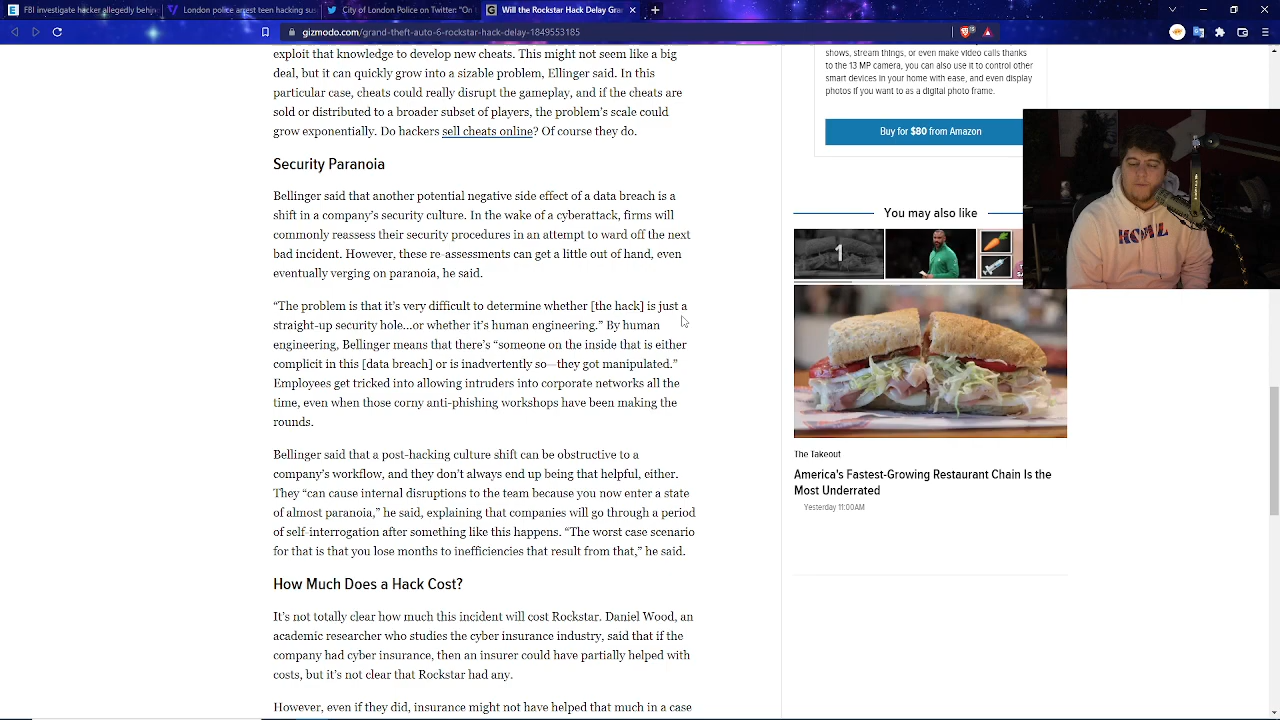 FBI investigate hacker allegedly behin
London police arrest teen hacking sus
City of London Police on Twitter: "On
Will the Rockstar Hack Delay Gran
gizmodo.com/grand-theft-auto-6-rockstar-hack-delay-1849553185
exploit that knowledge to develop new cheats. This might not seem like a big
deal, but it can quickly grow into a sizable problem, Ellinger said. In this
particular case, cheats could really disrupt the gameplay, and if the cheats are
sold or distributed to a broader subset of players, the problem's scale could
grow exponentially. Do hackers sell cheats online? Of course they do.
Security Paranoia
Bellinger said that another potential negative side effect of a data breach is a
shift in a company's security culture. In the wake of a cyberattack, firms will
commonly reassess their security procedures in an attempt to ward off the next
bad incident. However, these re-assessments can get a little out of hand, even
eventually verging on paranoia, he said.
“The problem is that it's very difficult to determine whether [the hack] is just a
straight-up security hole...or whether it's human engineering.” By human
engineering, Bellinger means that there's “someone on the inside that is either
complicit in this [data breach] or is inadvertently so—they got manipulated.”
Employees get tricked into allowing intruders into corporate networks all the
time, even when those corny anti-phishing workshops have been making the
rounds.
Bellinger said that a post-hacking culture shift can be obstructive to a
company's workflow, and they don't always end up being that helpful, either.
They “can cause internal disruptions to the team because you now enter a state
of almost paranoia,” he said, explaining that companies will go through a period
of self-interrogation after something like this happens. “The worst case scenario
for that is that you lose months to inefficiencies that result from that,” he said.
How Much Does a Hack Cost?
It's not totally clear how much this incident will cost Rockstar. Daniel Wood, an
academic researcher who studies the cyber insurance industry, said that if the
company had cyber insurance, then an insurer could have partially helped with
costs, but it's not clear that Rockstar had any.
However, even if they did, insurance might not have helped that much in a case
shows, stream things, or even make video calls thanks
to the 13 MP camera, you can also use it to control other
smart devices in your home with ease, and even display
photos if you want to as a digital photo frame.
Buy for $80 from Amazon
You may also like
1
The Takeout
America's Fastest-Growing Restaurant Chain Is the
Most Underrated
Yesterday 11:00AM